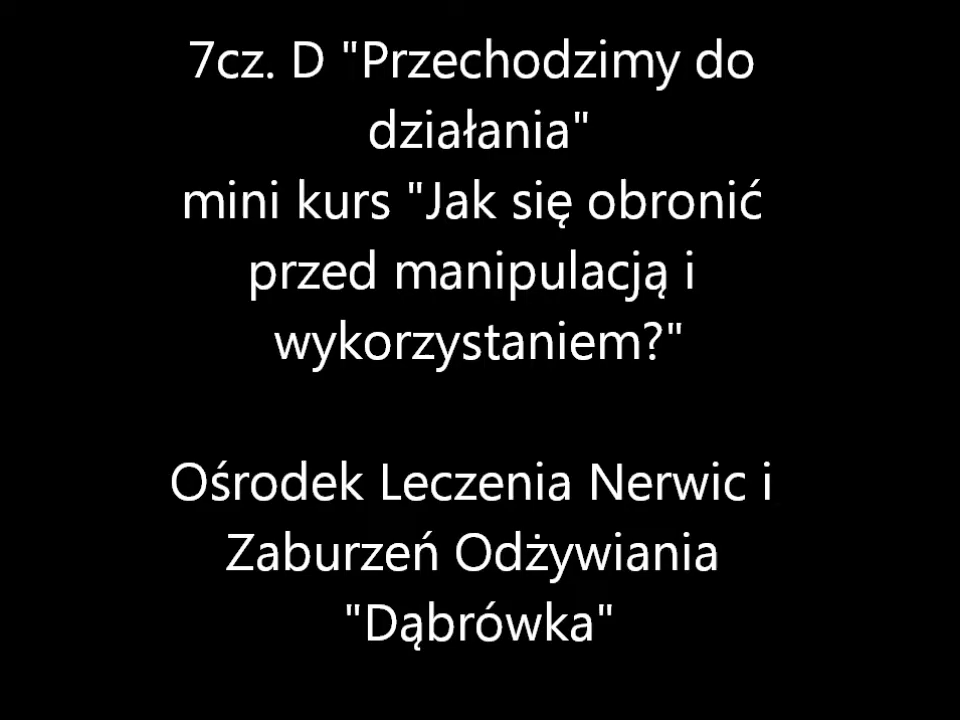 7cz. D "Przechodzimy do
działania"
mini kurs "Jak się obronić
przed manipulacją i
wykorzystaniem?"
Ośrodek Leczenia Nerwic i
Zaburzeń Odżywiania
"Dąbrówka"